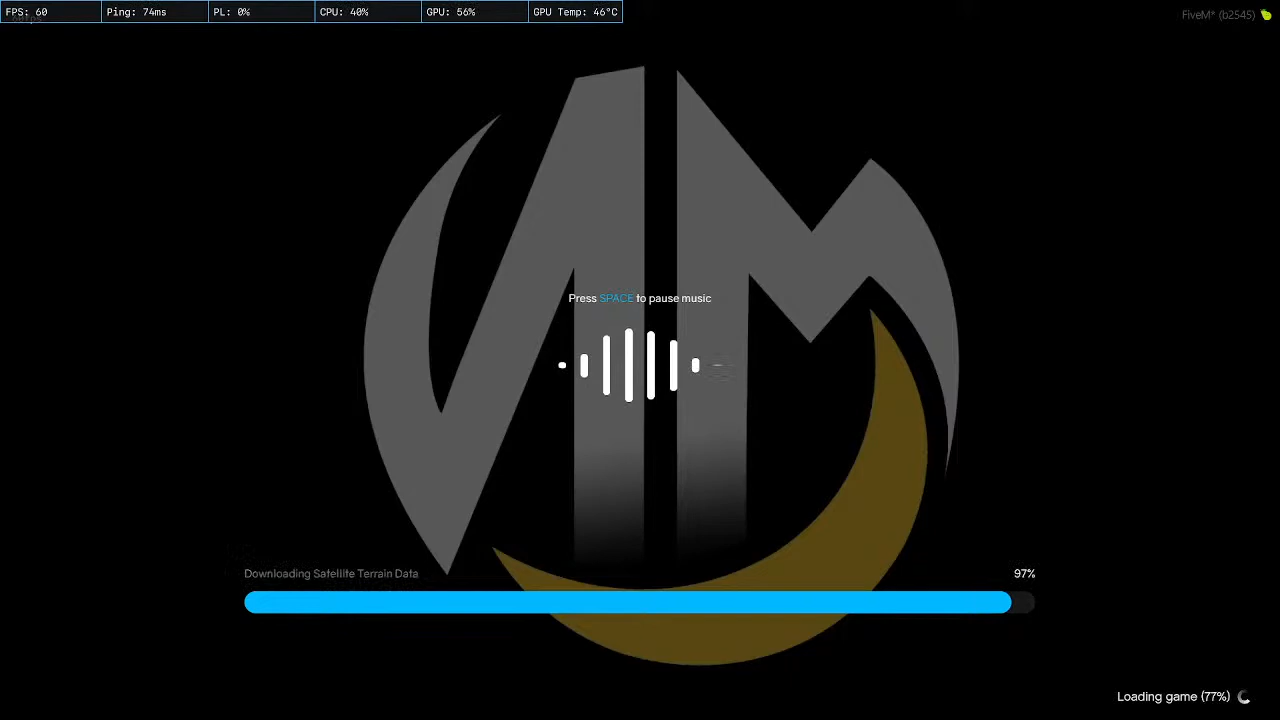 FPS: 60 Ping: 74ms PL: 0% CPU: 40% GPU: 56% GPU Temp: 46°C
FiveM* (b2545)
Press SPACE to pause music
Downloading Satellite Terrain Data 97%
Loading game (77%)